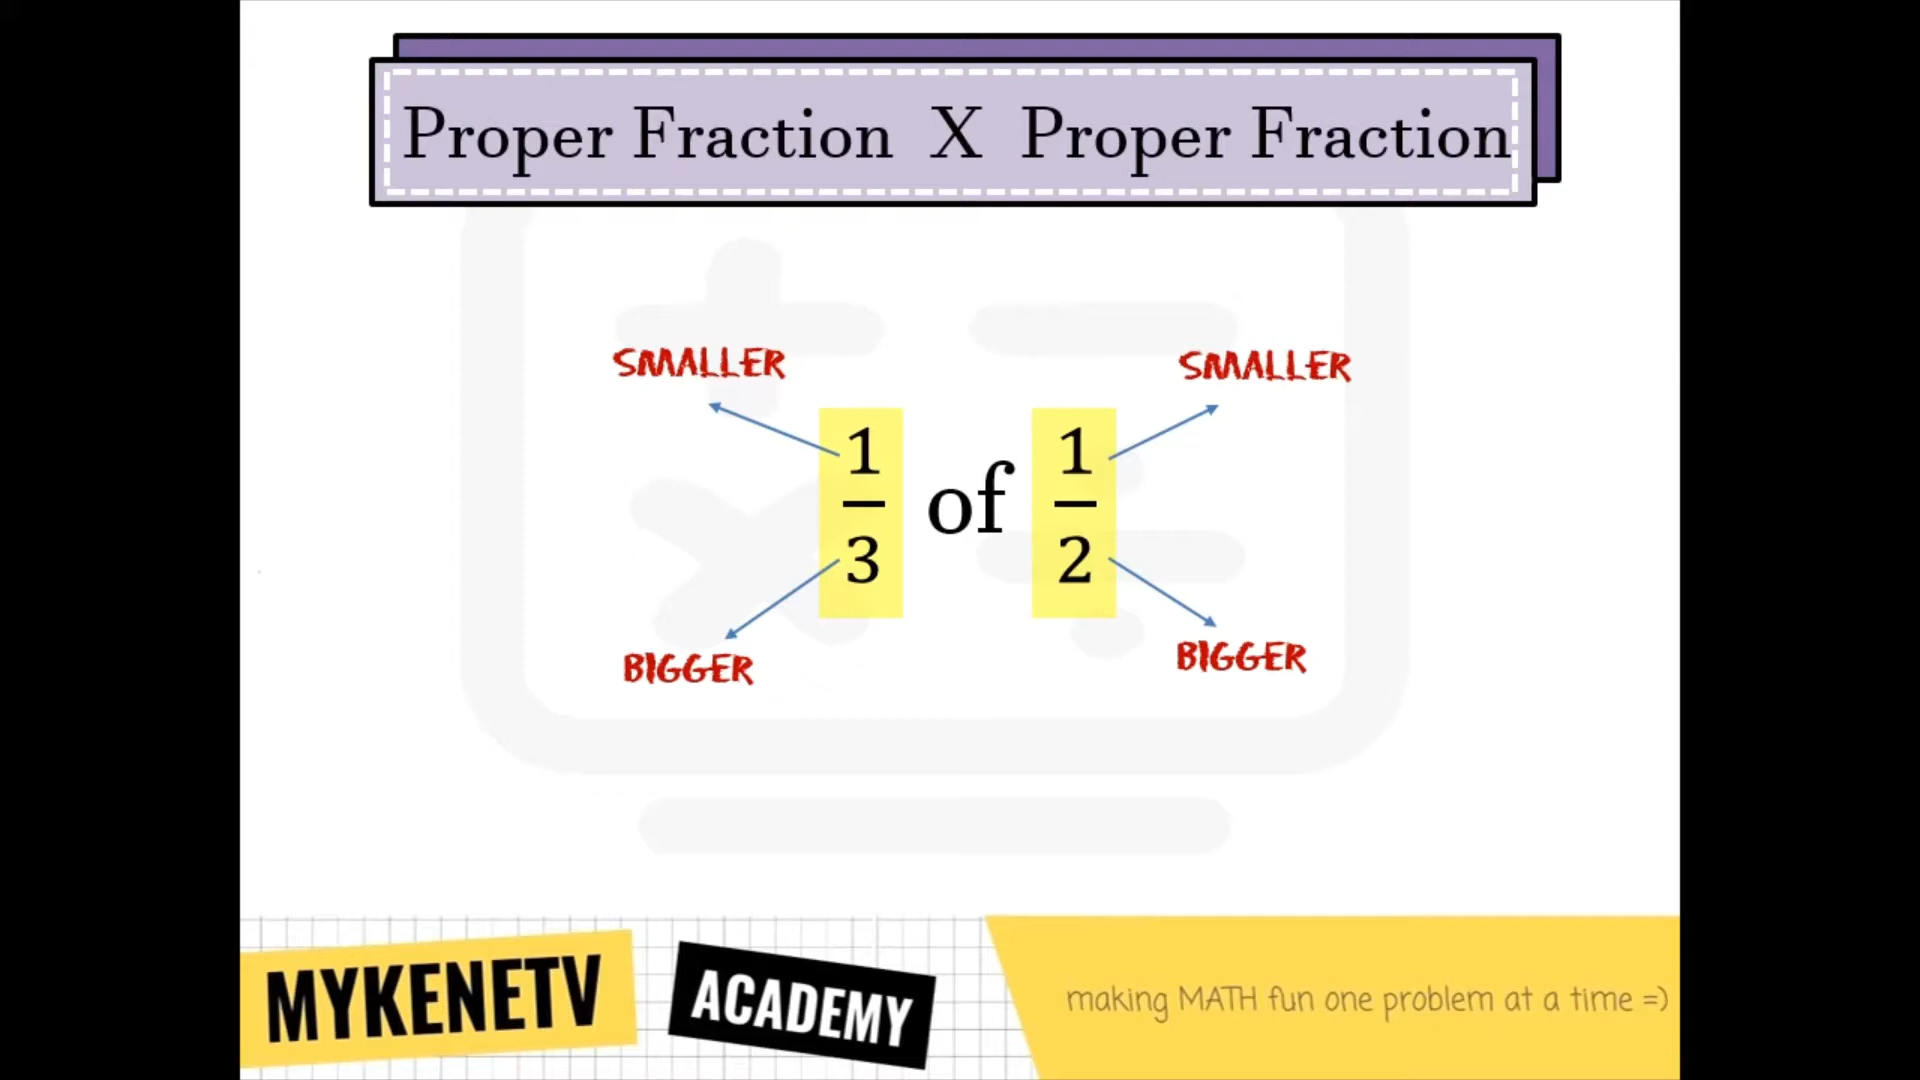 Proper Fraction X Proper Fraction
SMALLER
SMALLER
1
3
of
1
2
BIGGER
BIGGER
MYKENETV
ACADEMY
making MATH fun one problem at a time =)